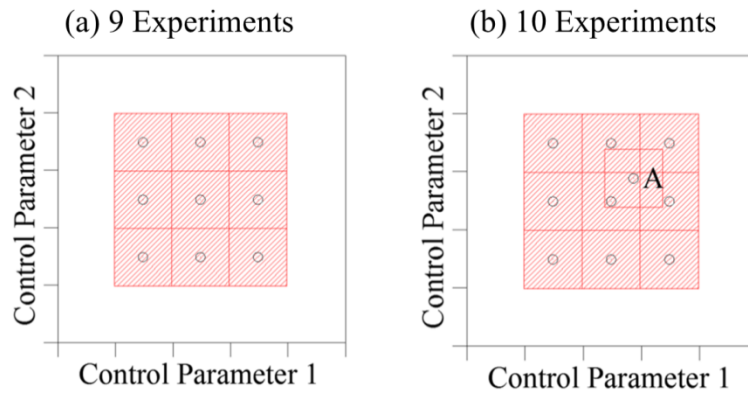 (a) 9 Experiments
Control Parameter 2
Control Parameter 1
(b) 10 Experiments
Control Parameter 2
A
Control Parameter 1